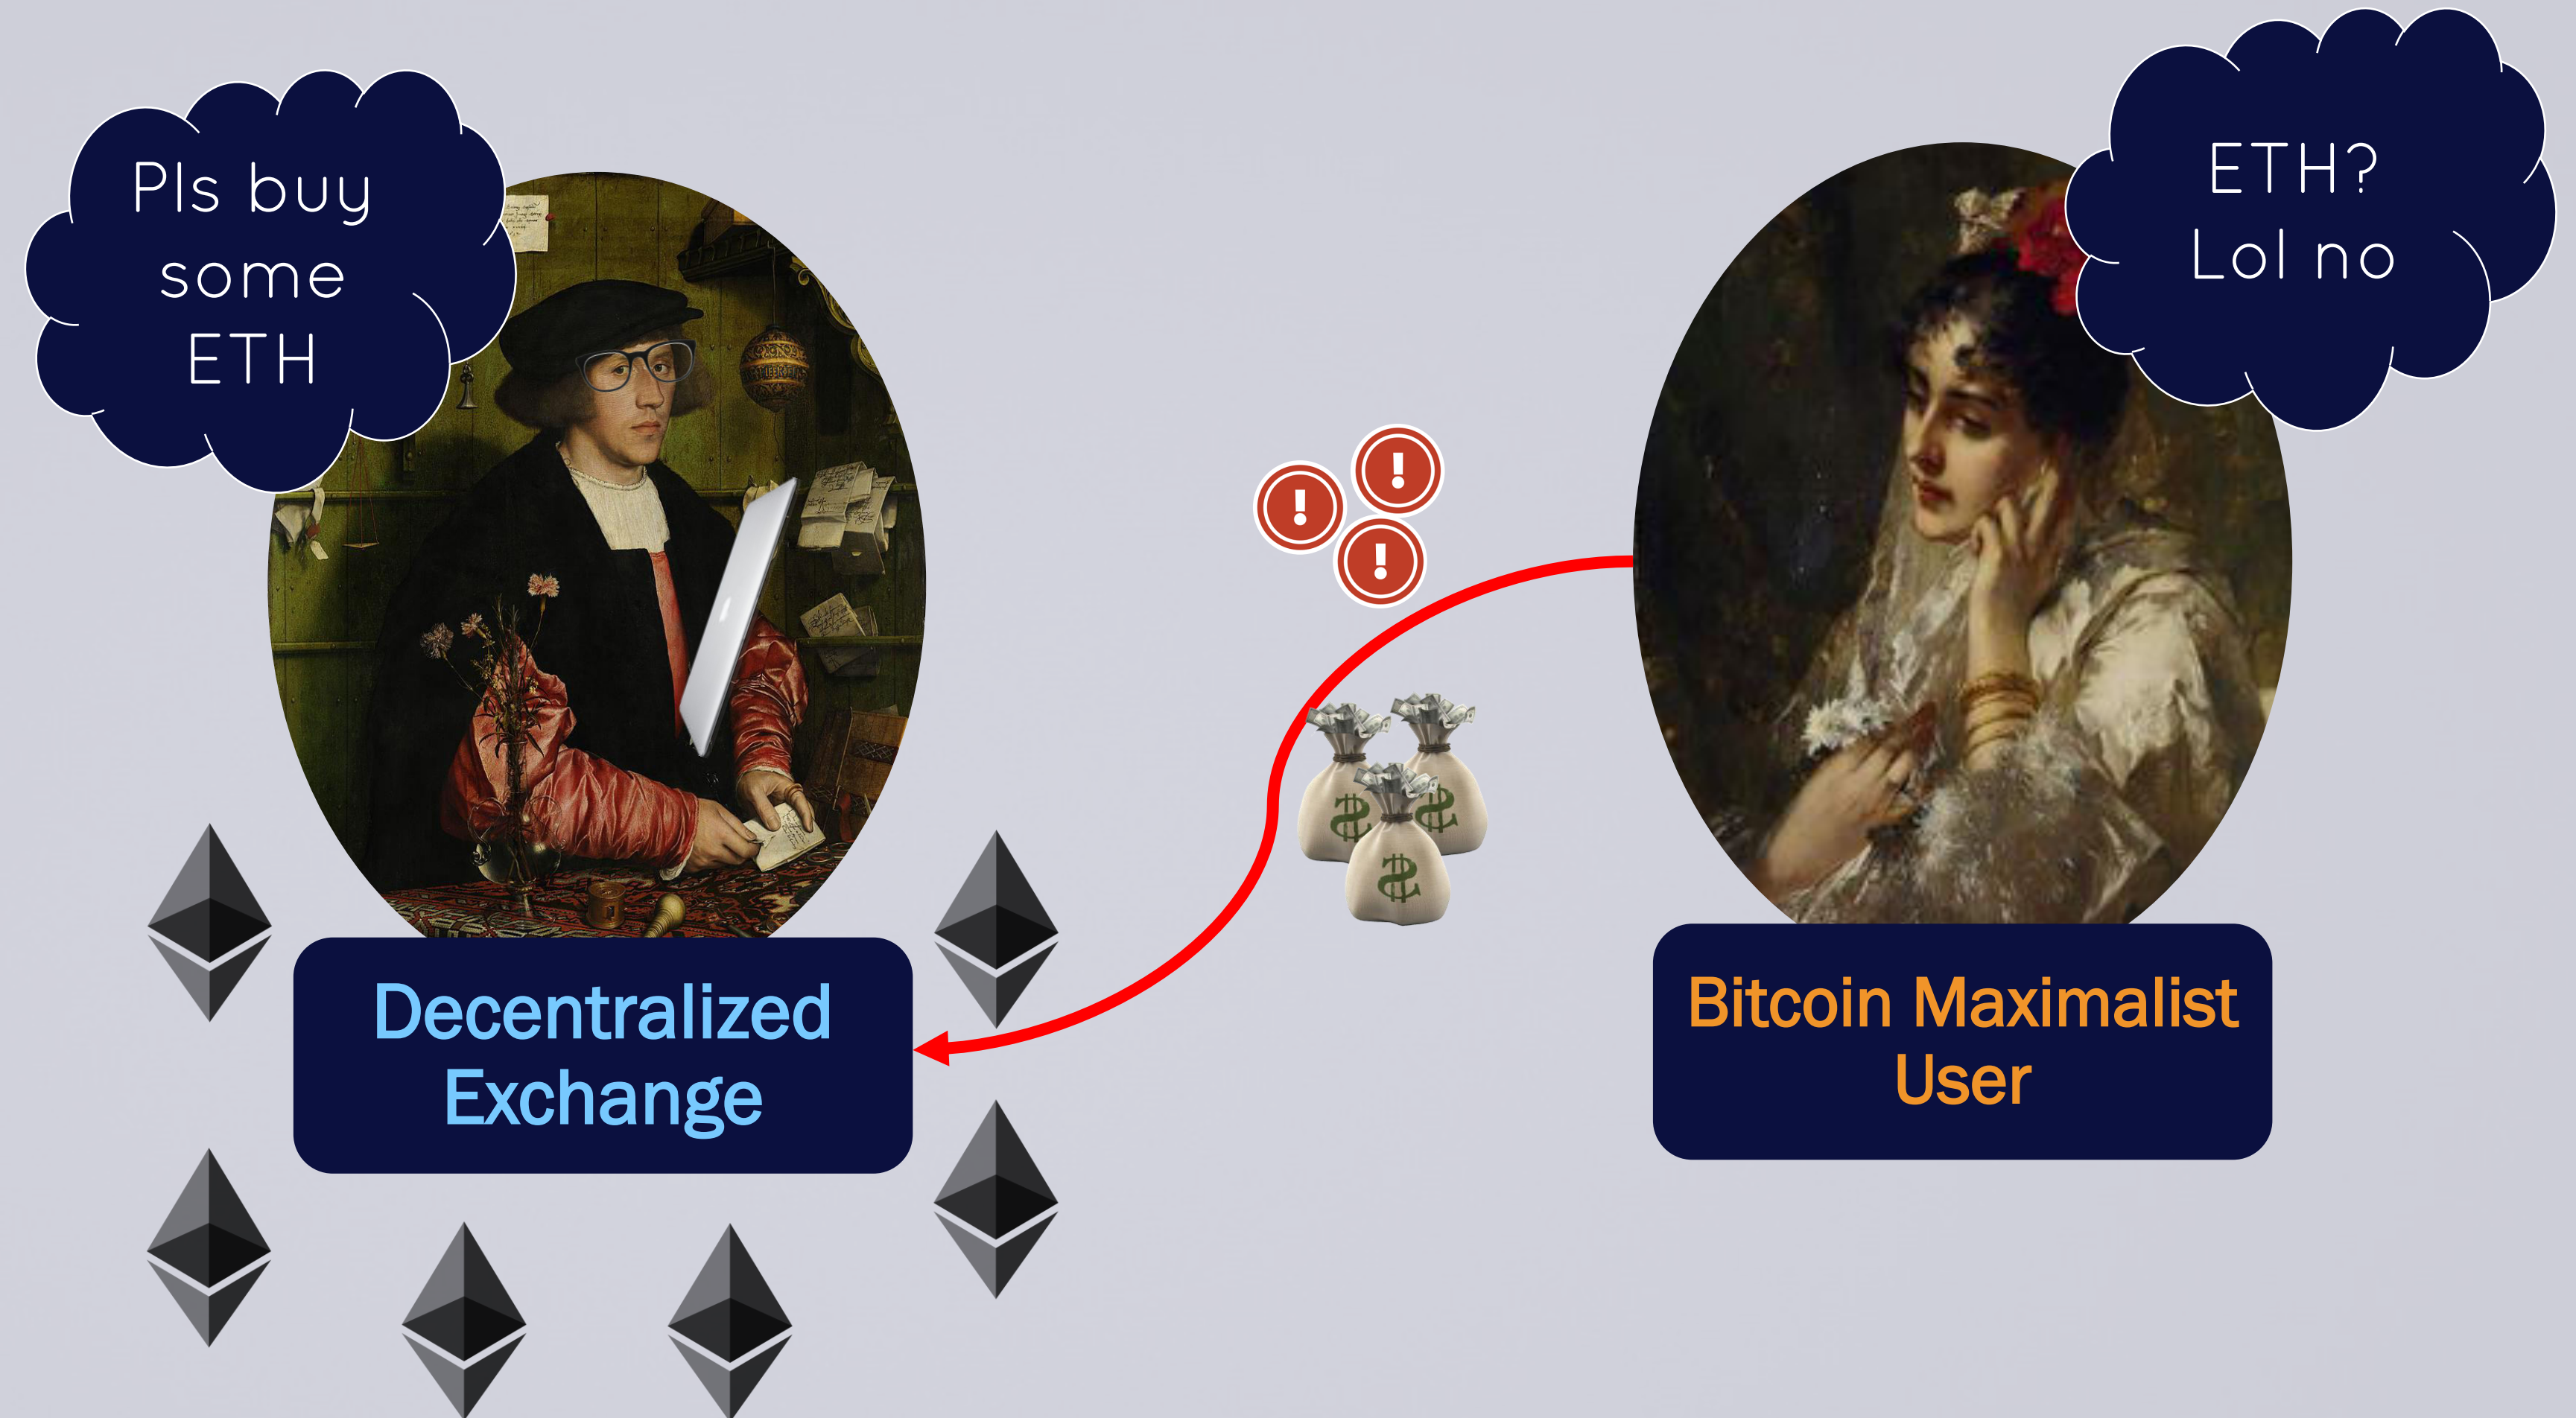 Pls buy
some
ETH
ETH?
Lol no
Decentralized
Exchange
Bitcoin Maximalist
User